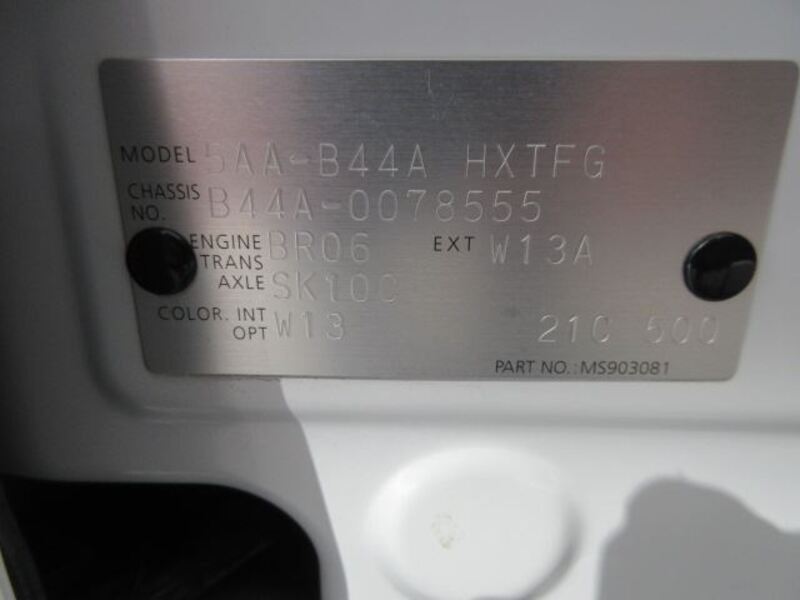 MODEL 5AA-B44A HXTFG
CHASSIS NO. B44A-0078555
ENGINE BR06 EXT W13A
TRANS AXLE SK10C
COLOR. INT OPT W13 21C 500
PART NO.: MS903081